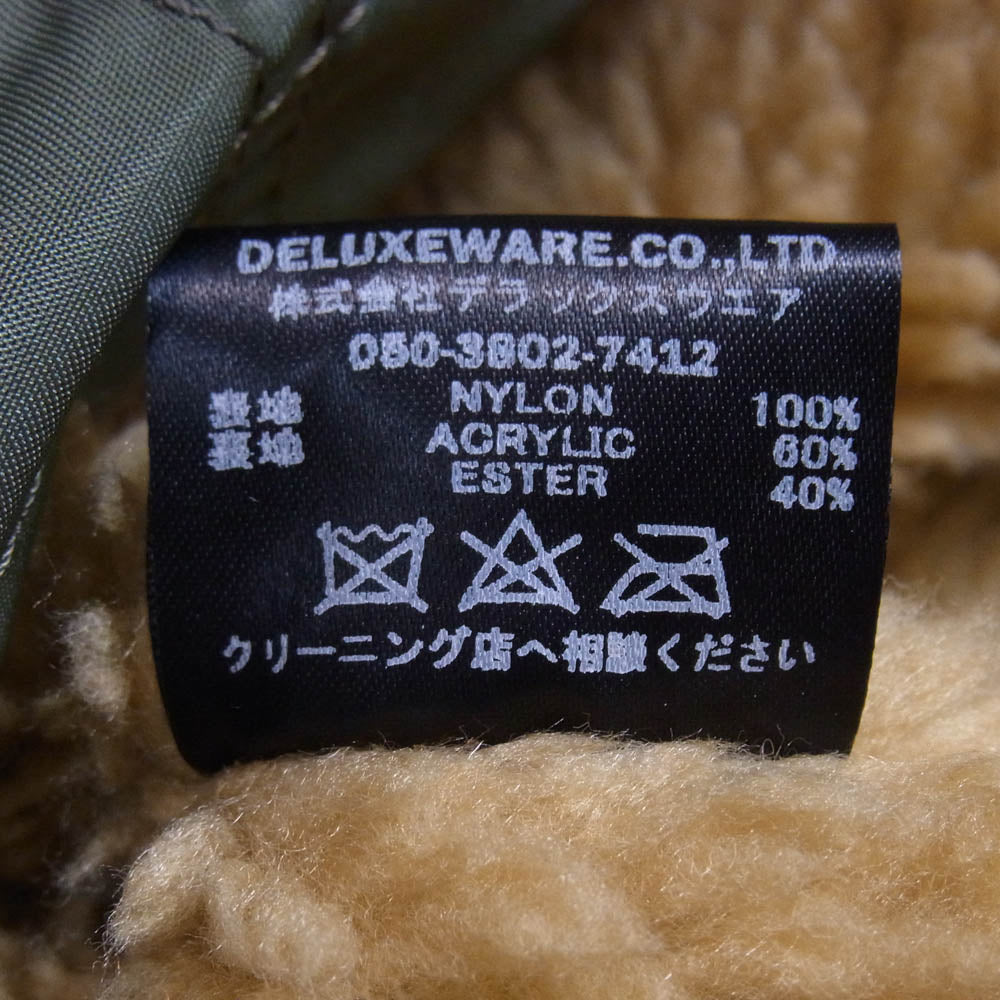 DELUXEWARE.CO.,LTD
株式會社デラックスウエア
050-3802-7412
表地 NYLON 100%
裏地 ACRYLIC 60%
ESTER 40%
クリーニング店へ相談ください